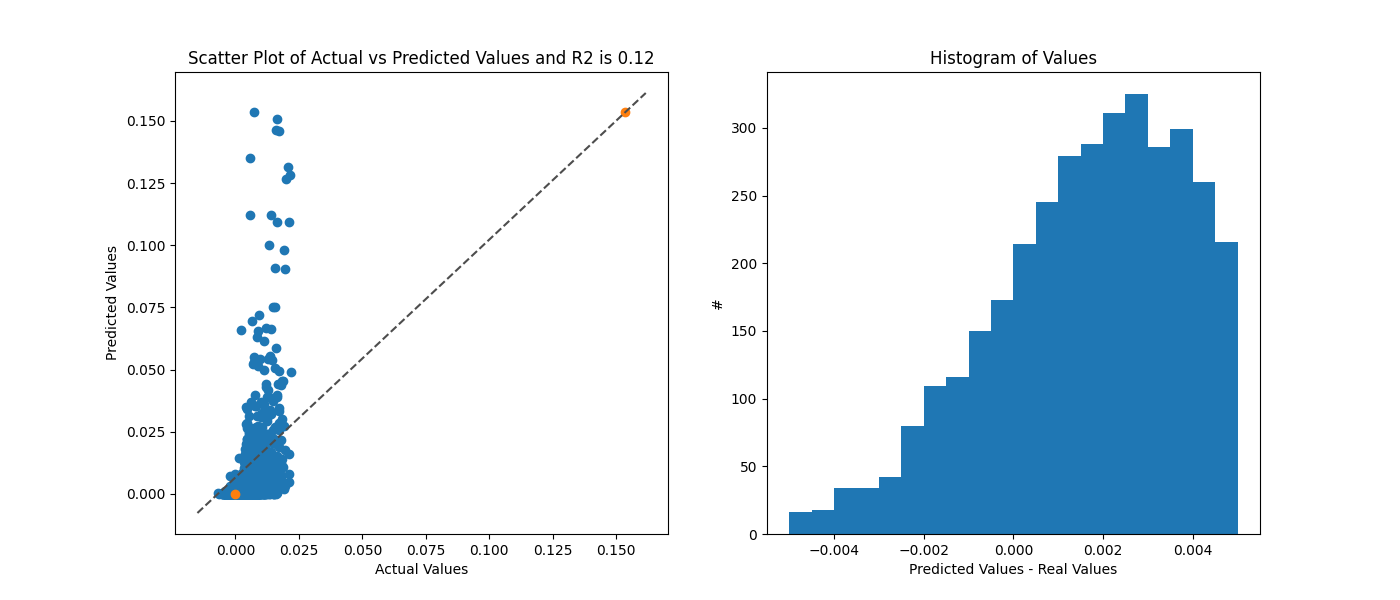 Scatter Plot of Actual vs Predicted Values and R2 is 0.12
0.150
0.125
0.100
0.075
0.050
0.025
0.000
Predicted Values
0.000 0.025 0.050 0.075 0.100 0.125 0.150
Actual Values
Histogram of Values
300
250
200
150
100
50
0
#
−0.004 −0.002 0.000 0.002 0.004
Predicted Values - Real Values